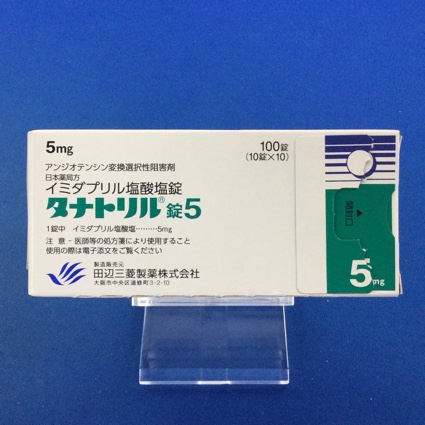 5mg
100錠
(10錠×10)
アンジオテンシン変換選択性阻害剤
日本薬局方
イミダプリル塩酸塩錠
タナトリル®錠5
1錠中 イミダプリル塩酸塩………5mg
注 意-医師等の処方箋により使用すること
使用の際は電子添文をご覧ください
製造販売元
田辺三菱製薬株式会社
大阪市中央区道修町3-2-10
開封口
5mg